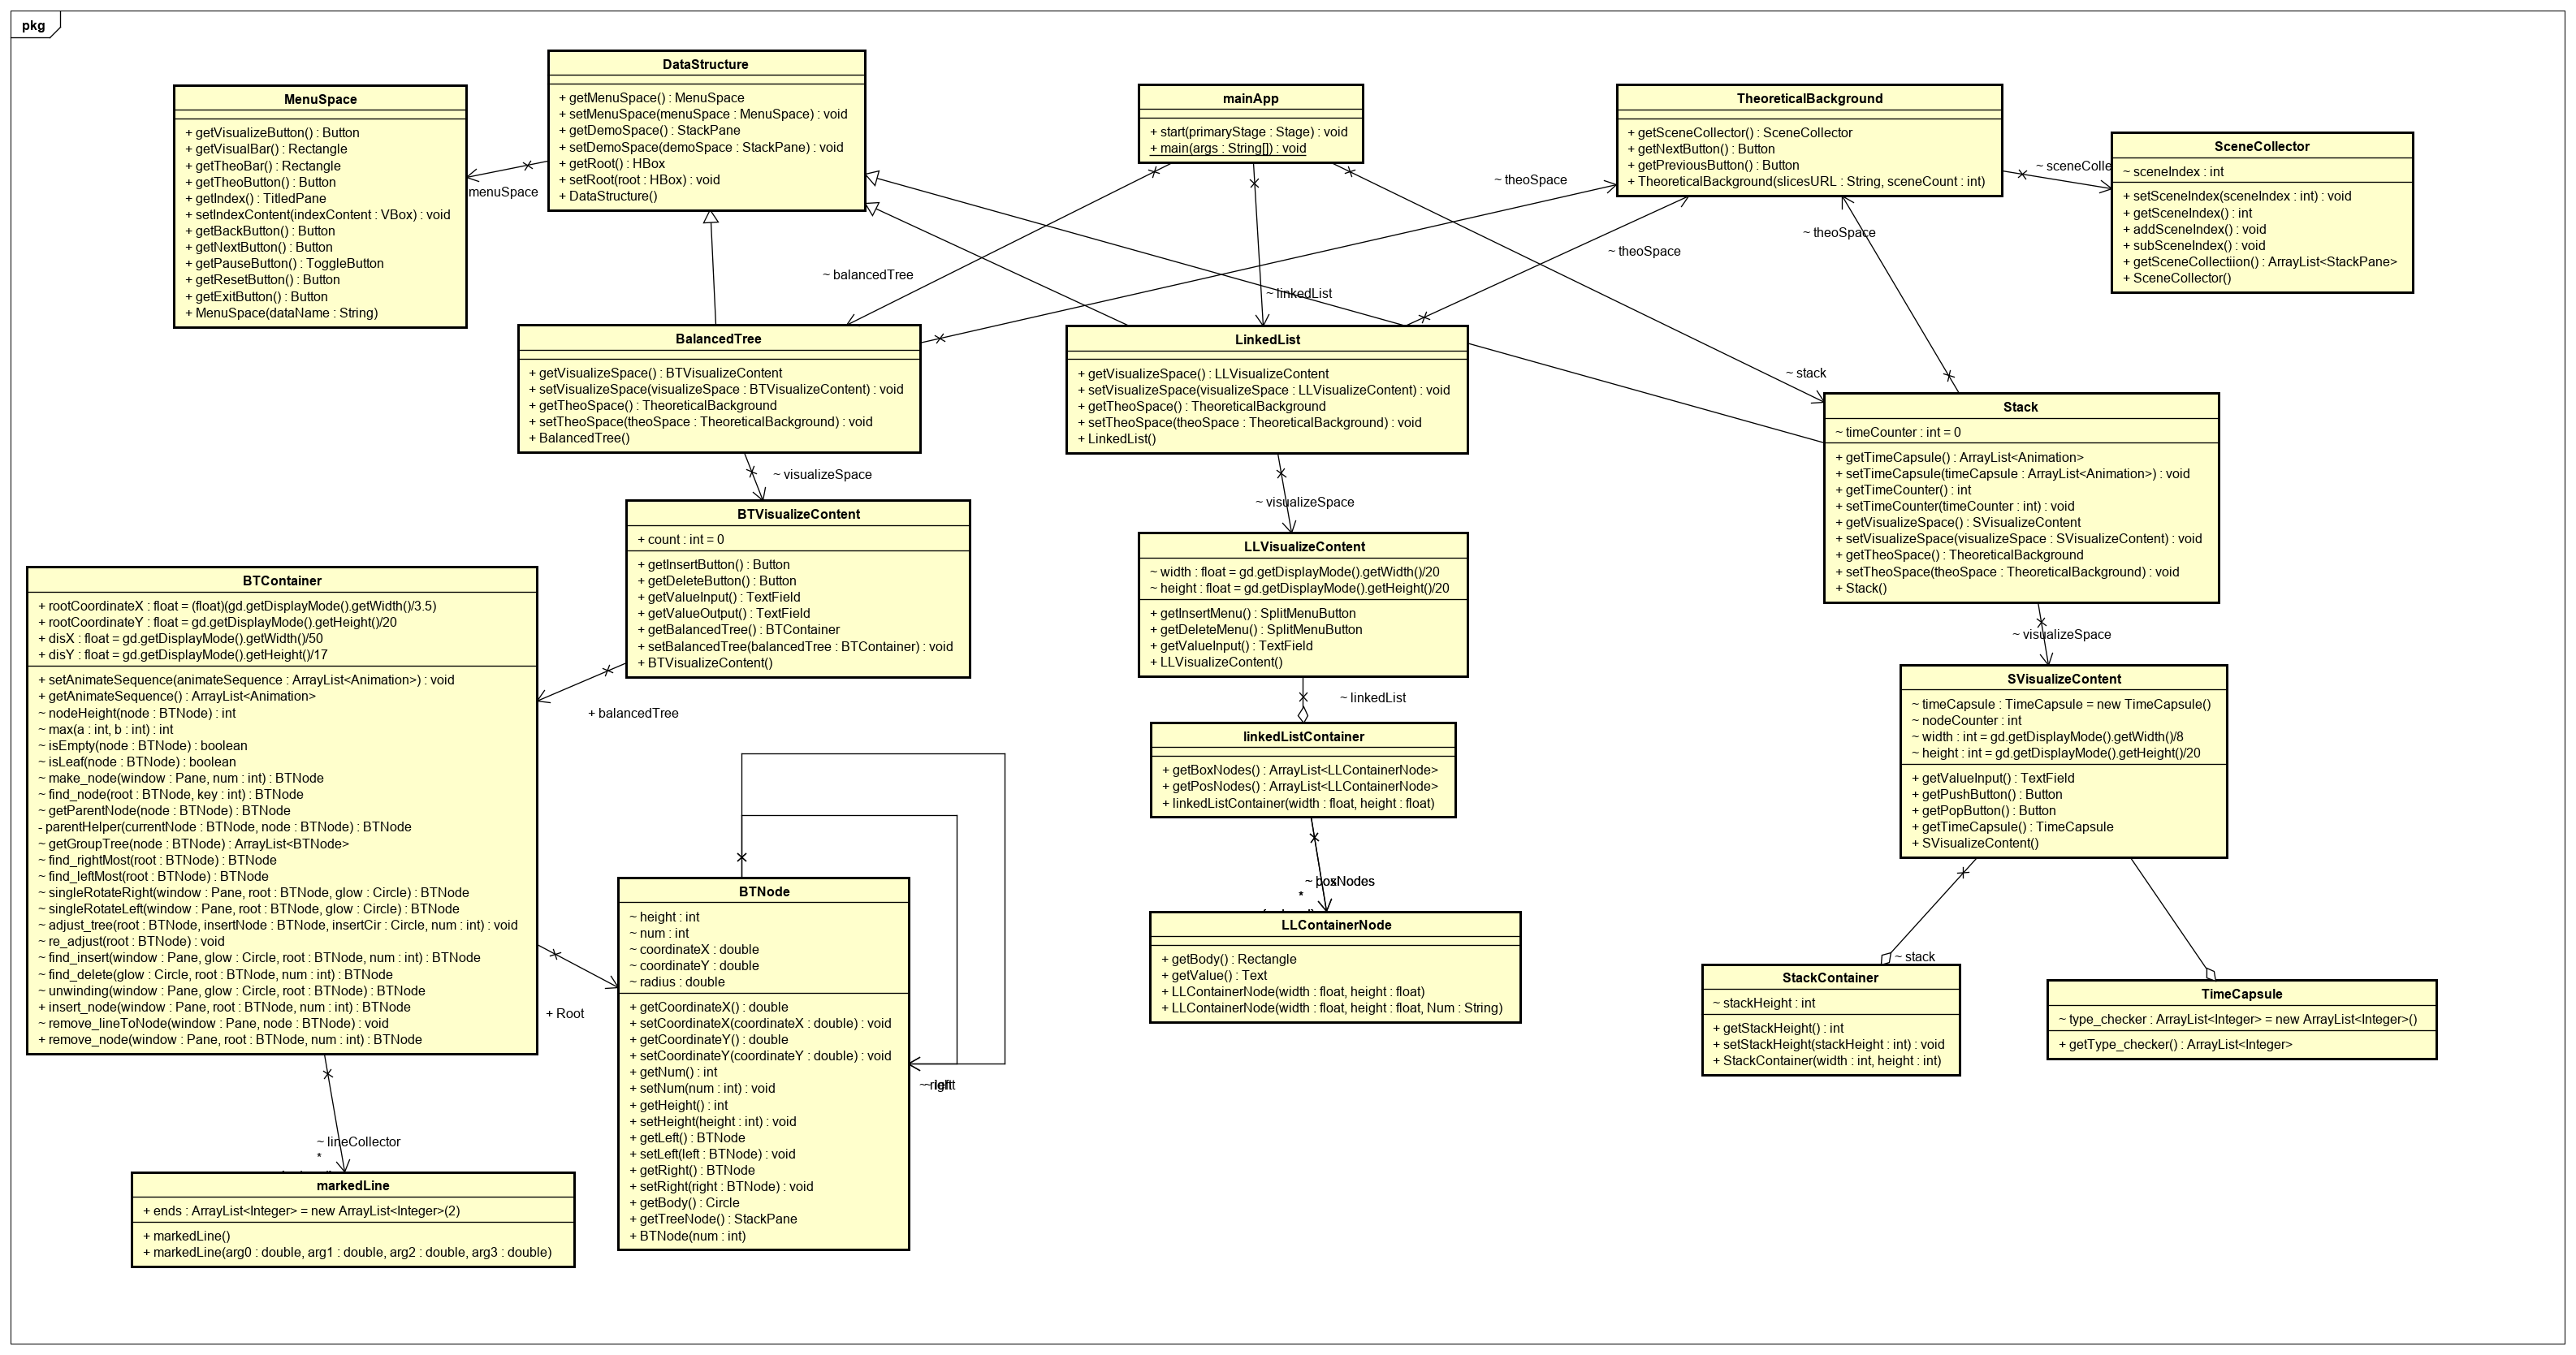 pkg
DataStructure
+ getMenuSpace() : MenuSpace
+ setMenuSpace(menuSpace : MenuSpace) : void
+ getDemoSpace() : StackPane
+ setDemoSpace(demoSpace : StackPane) : void
+ getRoot() : HBox
+ setRoot(root : HBox) : void
+ DataStructure()
MenuSpace
+ getVisualizeButton() : Button
+ getVisualBar() : Rectangle
+ getTheoBar() : Rectangle
+ getTheoButton() : Button
+ getIndex() : TitledPane
+ setIndexContent(indexContent : VBox) : void
+ getBackButton() : Button
+ getNextButton() : Button
+ getPauseButton() : ToggleButton
+ getResetButton() : Button
+ getExitButton() : Button
+ MenuSpace(dataName : String)
menuSpace
mainApp
+ start(primaryStage : Stage) : void
+ main(args : String[]) : void
TheoreticalBackground
+ getSceneCollector() : SceneCollector
+ getNextButton() : Button
+ getPreviousButton() : Button
+ TheoreticalBackground(slicesURL : String, sceneCount : int)
~ sceneColle
SceneCollector
~ sceneIndex : int
+ setSceneIndex(sceneIndex : int) : void
+ getSceneIndex() : int
+ addSceneIndex() : void
+ subSceneIndex() : void
+ getSceneCollectiion() : ArrayList<StackPane>
+ SceneCollector()
~ theoSpace
~ theoSpace
~ theoSpace
~ balancedTree
~ linkedList
~ stack
BalancedTree
+ getVisualizeSpace() : BTVisualizeContent
+ setVisualizeSpace(visualizeSpace : BTVisualizeContent) : void
+ getTheoSpace() : TheoreticalBackground
+ setTheoSpace(theoSpace : TheoreticalBackground) : void
+ BalancedTree()
~ visualizeSpace
LinkedList
+ getVisualizeSpace() : LLVisualizeContent
+ setVisualizeSpace(visualizeSpace : LLVisualizeContent) : void
+ getTheoSpace() : TheoreticalBackground
+ setTheoSpace(theoSpace : TheoreticalBackground) : void
+ LinkedList()
~ visualizeSpace
Stack
~ timeCounter : int = 0
+ getTimeCapsule() : ArrayList<Animation>
+ setTimeCapsule(timeCapsule : ArrayList<Animation>) : void
+ getTimeCounter() : int
+ setTimeCounter(timeCounter : int) : void
+ getVisualizeSpace() : SVisualizeContent
+ setVisualizeSpace(visualizeSpace : SVisualizeContent) : void
+ getTheoSpace() : TheoreticalBackground
+ setTheoSpace(theoSpace : TheoreticalBackground) : void
+ Stack()
~ visualizeSpace
BTVisualizeContent
+ count : int = 0
+ getInsertButton() : Button
+ getDeleteButton() : Button
+ getValueInput() : TextField
+ getValueOutput() : TextField
+ getBalancedTree() : BTContainer
+ setBalancedTree(balancedTree : BTContainer) : void
+ BTVisualizeContent()
+ balancedTree
LLVisualizeContent
~ width : float = gd.getDisplayMode().getWidth()/20
~ height : float = gd.getDisplayMode().getHeight()/20
+ getInsertMenu() : SplitMenuButton
+ getDeleteMenu() : SplitMenuButton
+ getValueInput() : TextField
+ LLVisualizeContent()
~ linkedList
BTContainer
+ rootCoordinateX : float = (float)(gd.getDisplayMode().getWidth()/3.5)
+ rootCoordinateY : float = gd.getDisplayMode().getHeight()/20
+ disX : float = gd.getDisplayMode().getWidth()/50
+ disY : float = gd.getDisplayMode().getHeight()/17
+ setAnimateSequence(animateSequence : ArrayList<Animation>) : void
+ getAnimateSequence() : ArrayList<Animation>
~ nodeHeight(node : BTNode) : int
~ max(a : int, b : int) : int
~ isEmpty(node : BTNode) : boolean
~ isLeaf(node : BTNode) : boolean
~ make_node(window : Pane, num : int) : BTNode
~ find_node(root : BTNode, key : int) : BTNode
~ getParentNode(node : BTNode) : BTNode
- parentHelper(currentNode : BTNode, node : BTNode) : BTNode
~ getGroupTree(node : BTNode) : ArrayList<BTNode>
~ find_rightMost(root : BTNode) : BTNode
~ find_leftMost(root : BTNode) : BTNode
~ singleRotateRight(window : Pane, root : BTNode, glow : Circle) : BTNode
~ singleRotateLeft(window : Pane, root : BTNode, glow : Circle) : BTNode
~ adjust_tree(root : BTNode, insertNode : BTNode, insertCir : Circle, num : int) : void
~ re_adjust(root : BTNode) : void
~ find_insert(window : Pane, glow : Circle, root : BTNode, num : int) : BTNode
~ find_delete(glow : Circle, root : BTNode, num : int) : BTNode
~ unwinding(window : Pane, glow : Circle, root : BTNode) : BTNode
+ insert_node(window : Pane, root : BTNode, num : int) : BTNode
~ remove_lineToNode(window : Pane, node : BTNode) : void
+ remove_node(window : Pane, root : BTNode, num : int) : BTNode
+ Root
~ lineCollector
*
linkedListContainer
+ getBoxNodes() : ArrayList<LLContainerNode>
+ getPosNodes() : ArrayList<LLContainerNode>
+ linkedListContainer(width : float, height : float)
*
SVisualizeContent
~ timeCapsule : TimeCapsule = new TimeCapsule()
~ nodeCounter : int
~ width : int = gd.getDisplayMode().getWidth()/8
~ height : int = gd.getDisplayMode().getHeight()/20
+ getValueInput() : TextField
+ getPushButton() : Button
+ getPopButton() : Button
+ getTimeCapsule() : TimeCapsule
+ SVisualizeContent()
~ stack
BTNode
~ height : int
~ num : int
~ coordinateX : double
~ coordinateY : double
~ radius : double
+ getCoordinateX() : double
+ setCoordinateX(coordinateX : double) : void
+ getCoordinateY() : double
+ setCoordinateY(coordinateY : double) : void
+ getNum() : int
+ setNum(num : int) : void
+ getHeight() : int
+ setHeight(height : int) : void
+ getLeft() : BTNode
+ setLeft(left : BTNode) : void
+ getRight() : BTNode
+ setRight(right : BTNode) : void
+ getBody() : Circle
+ getTreeNode() : StackPane
+ BTNode(num : int)
LLContainerNode
+ getBody() : Rectangle
+ getValue() : Text
+ LLContainerNode(width : float, height : float)
+ LLContainerNode(width : float, height : float, Num : String)
StackContainer
~ stackHeight : int
+ getStackHeight() : int
+ setStackHeight(stackHeight : int) : void
+ StackContainer(width : int, height : int)
TimeCapsule
~ type_checker : ArrayList<Integer> = new ArrayList<Integer>()
+ getType_checker() : ArrayList<Integer>
markedLine
+ ends : ArrayList<Integer> = new ArrayList<Integer>(2)
+ markedLine()
+ markedLine(arg0 : double, arg1 : double, arg2 : double, arg3 : double)